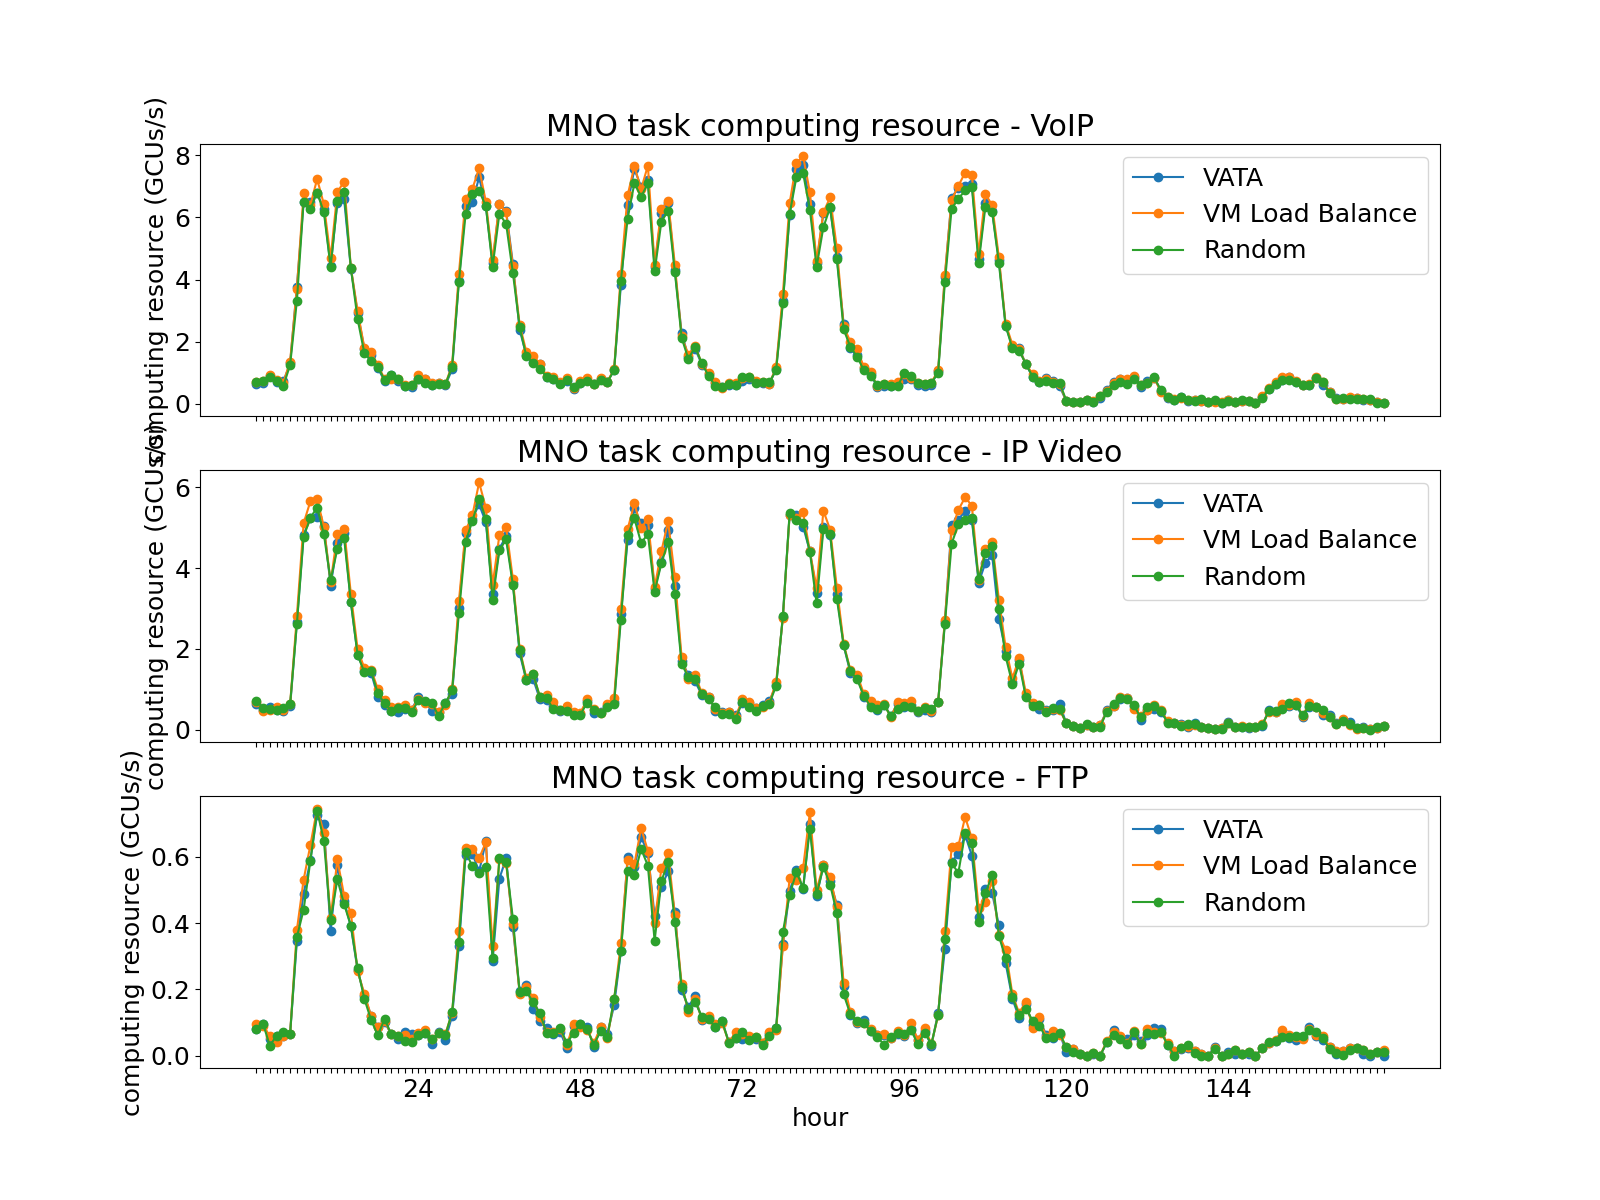 MNO task computing resource - VoIP
computing resource (GCUs/s)
8
6
4
2
0
VATA
VM Load Balance
Random
MNO task computing resource - IP Video
computing resource (GCUs/s)
6
4
2
0
VATA
VM Load Balance
Random
MNO task computing resource - FTP
computing resource (GCUs/s)
0.6
0.4
0.2
0.0
VATA
VM Load Balance
Random
24 48 72 96 120 144
hour